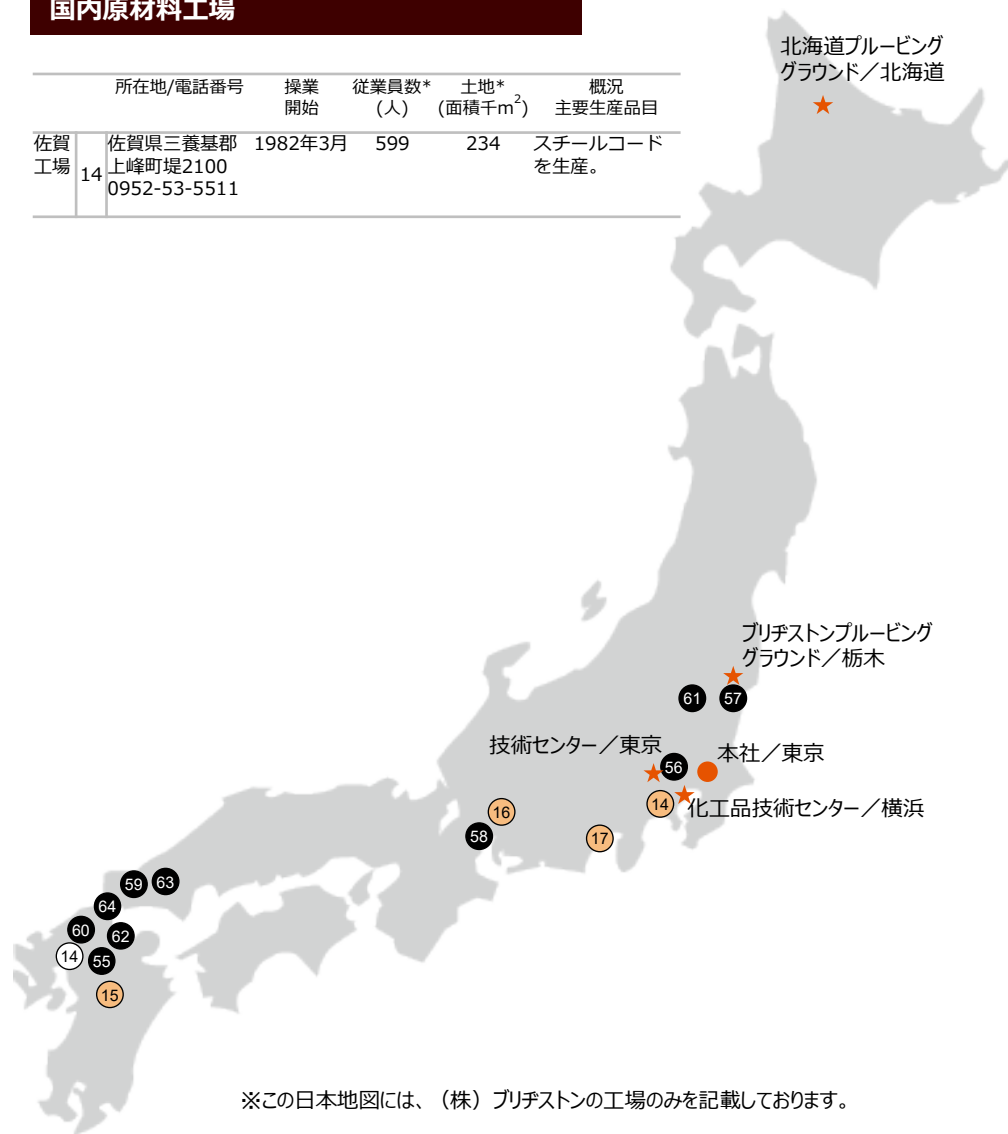 国内原材料工場
北海道プルービング
グラウンド／北海道
所在地/電話番号 操業 従業員数* 土地* 概況
開始 (人) (面積千m²) 主要生産品目
佐賀 佐賀県三養基郡 1982年3月 599 234 スチールコード
工場 14 上峰町堤2100 を生産。
0952-53-5511
ブリヂストンプルービング
グラウンド／栃木
61 57
技術センター／東京
56
本社／東京
14
化工品技術センター／横浜
16
58
17
59 63
64
60 62
14 55
15
※この日本地図には、（株）ブリヂストンの工場のみを記載しております。